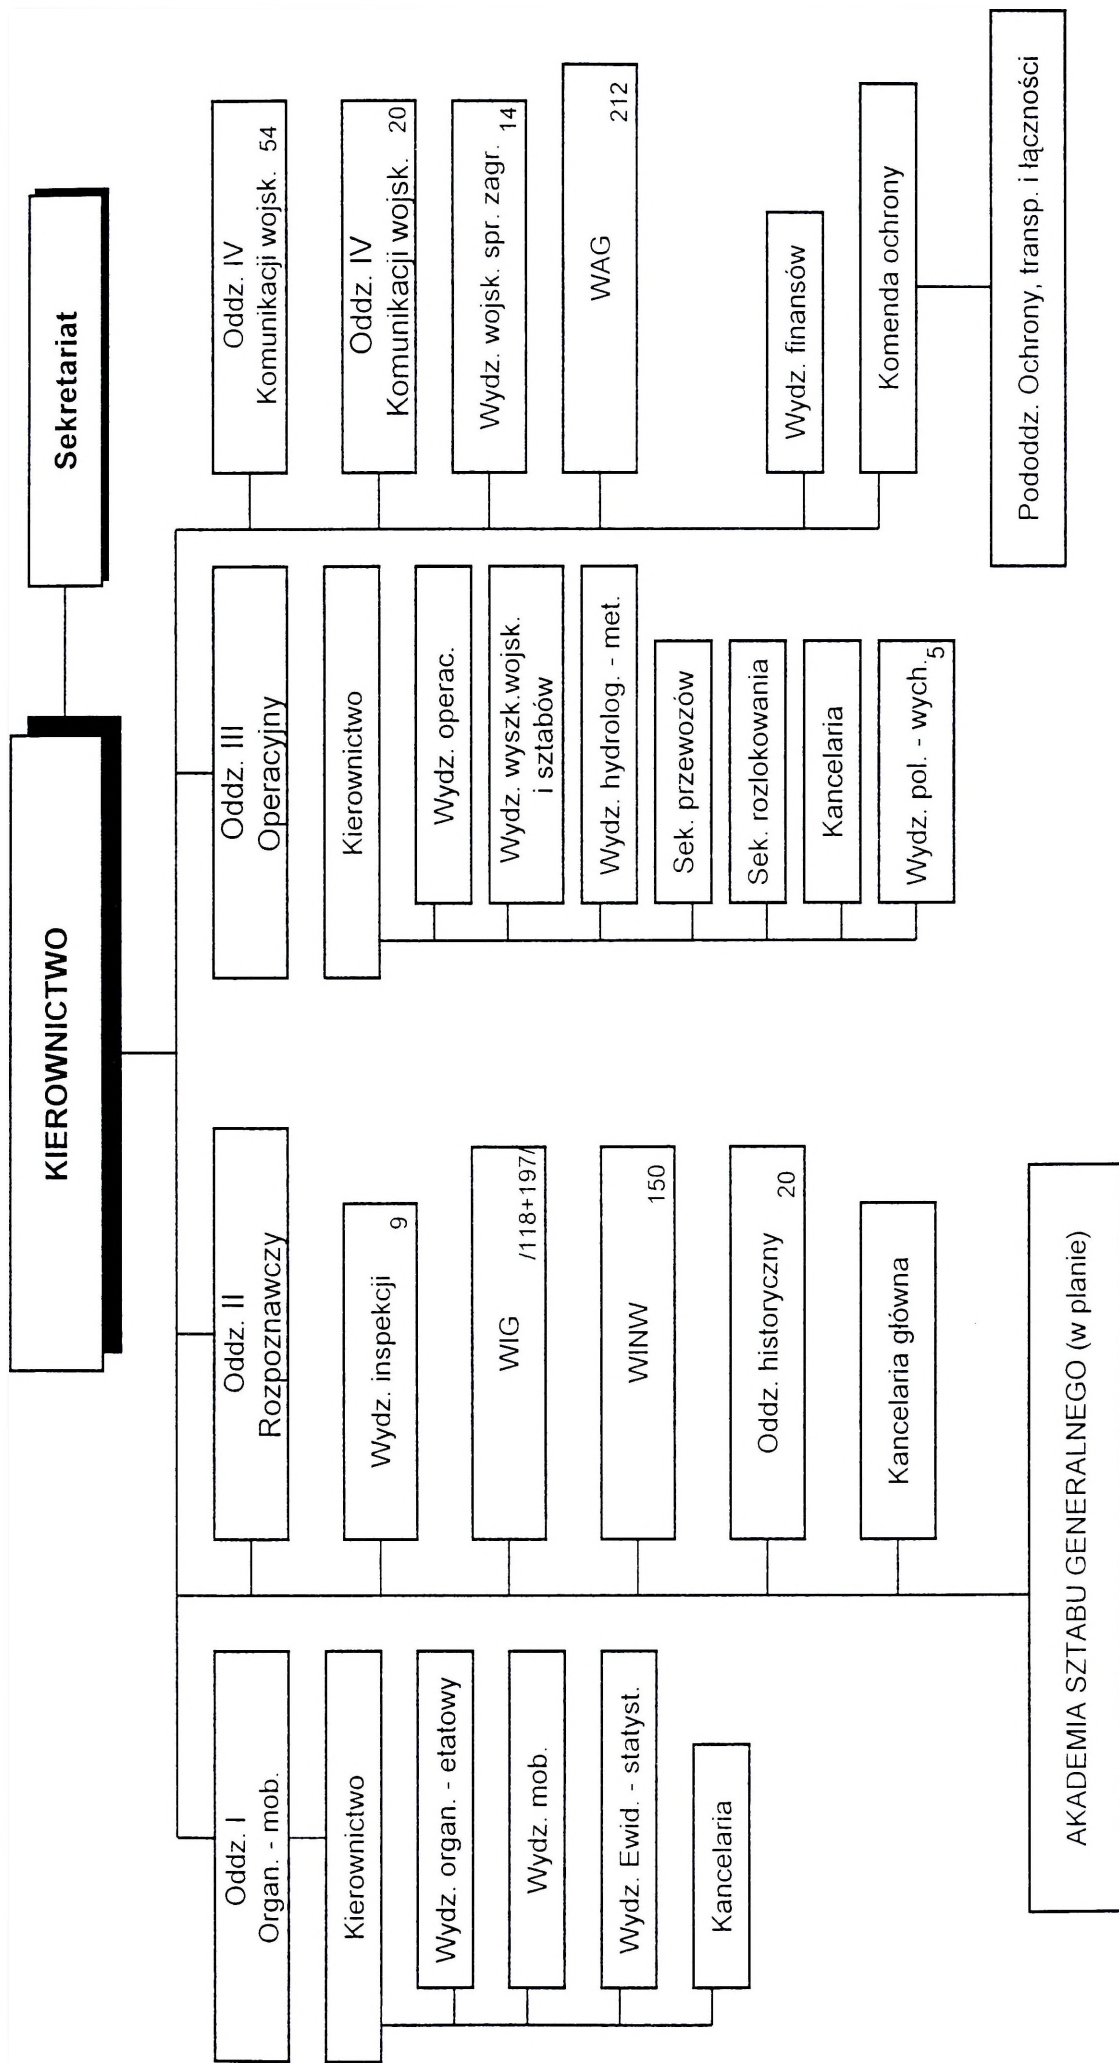 KIEROWNICTWO
Sekretariat
Oddz. I
Organ. - mob.
Kierownictwo
Wydz. organ. - etatowy
Wydz. mob.
Wydz. Ewid. - statyst.
Kancelaria
Oddz. II
Rozpoznawczy
Wydz. inspekcji
9
WIG
/118+197/
WINW
150
Oddz. historyczny
20
Kancelaria główna
AKADEMIA SZTABU GENERALNEGO (w planie)
Oddz. III
Operacyjny
Kierownictwo
Wydz. operac.
Wydz. wyszk.wojsk.
i sztabów
Wydz. hydrolog. - met.
Sek. przewozów
Sek. rozlokowania
Kancelaria
Wydz. pol. - wych.
5
Oddz. IV
Komunikacji wojsk. 54
Oddz. IV
Komunikacji wojsk. 20
Wydz. wojsk. spr. zagr.
14
WAG
212
Wydz. finansów
Komenda ochrony
Pododdz. Ochrony, transp. i łączności